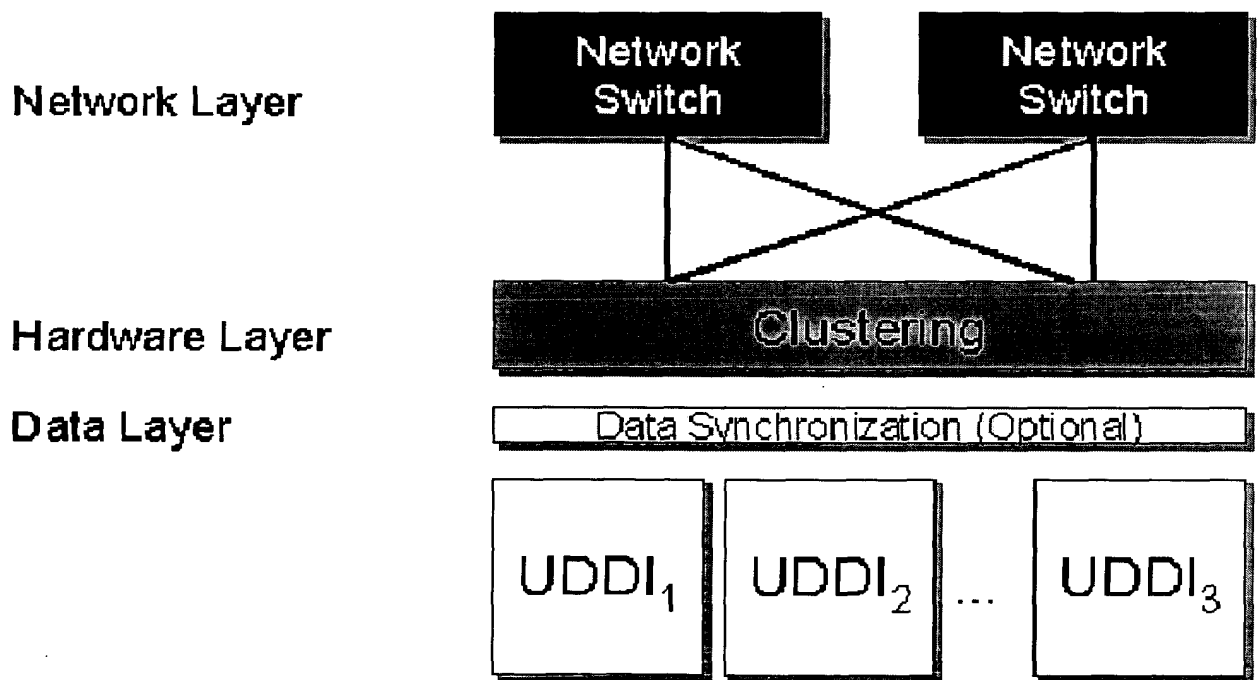 Network Switch
Network Switch
Network Layer
Clustering
Hardware Layer
Data Layer
Data Synchronization (Optional)
UDDI₁
UDDI₂
...
UDDI₃